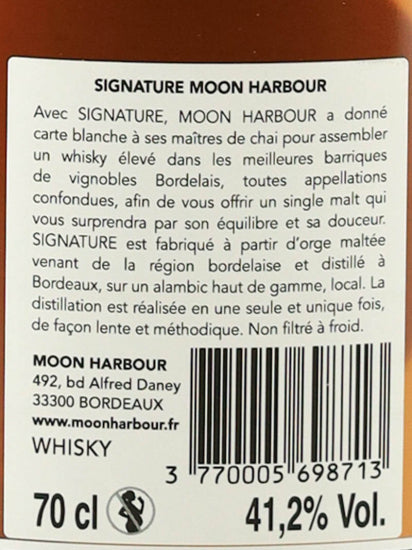 SIGNATURE MOON HARBOUR
Avec SIGNATURE, MOON HARBOUR a donné
carte blanche à ses maîtres de chai pour assembler
un whisky élevé dans les meilleures barriques
de vignobles Bordelais, toutes appellations
confondues, afin de vous offrir un single malt qui
vous surprendra par son équilibre et sa douceur.
SIGNATURE est fabriqué à partir d'orge maltée
venant de la région bordelaise et distillé à
Bordeaux, sur un alambic haut de gamme, local. La
distillation est réalisée en une seule et unique fois,
de façon lente et méthodique. Non filtré à froid.
MOON HARBOUR
492, bd Alfred Daney
33300 BORDEAUX
www.moonharbour.fr
WHISKY
3 770005 698713
70 cl
41,2% Vol.